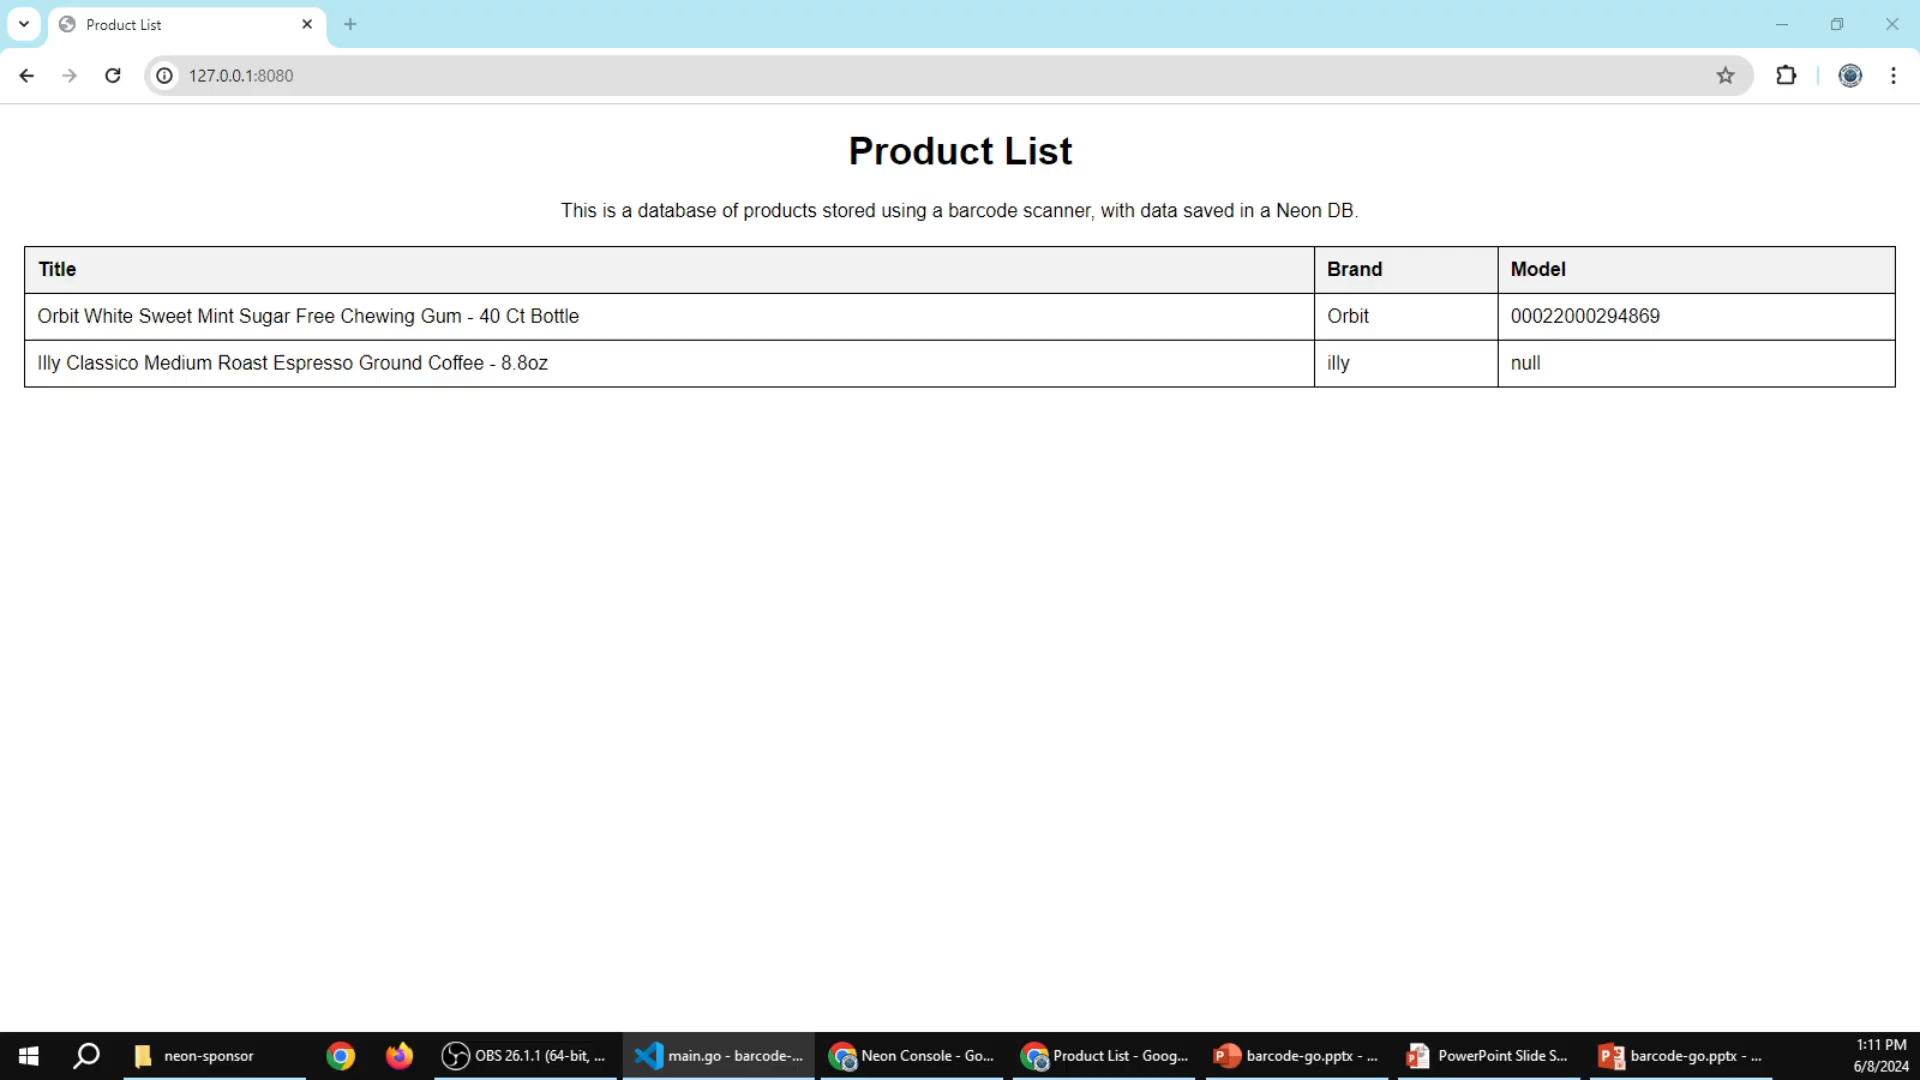 Product List
127.0.0.1:8080
Product List
This is a database of products stored using a barcode scanner, with data saved in a Neon DB.
Title Brand Model
Orbit White Sweet Mint Sugar Free Chewing Gum - 40 Ct Bottle Orbit 00022000294869
Illy Classico Medium Roast Espresso Ground Coffee - 8.8oz illy null
neon-sponsor OBS 26.1.1 (64-bit, ... main.go - barcode-... Neon Console - Go... Product List - Goog... barcode-go.pptx - ... PowerPoint Slide S... barcode-go.pptx - ... 1:11 PM
6/8/2024